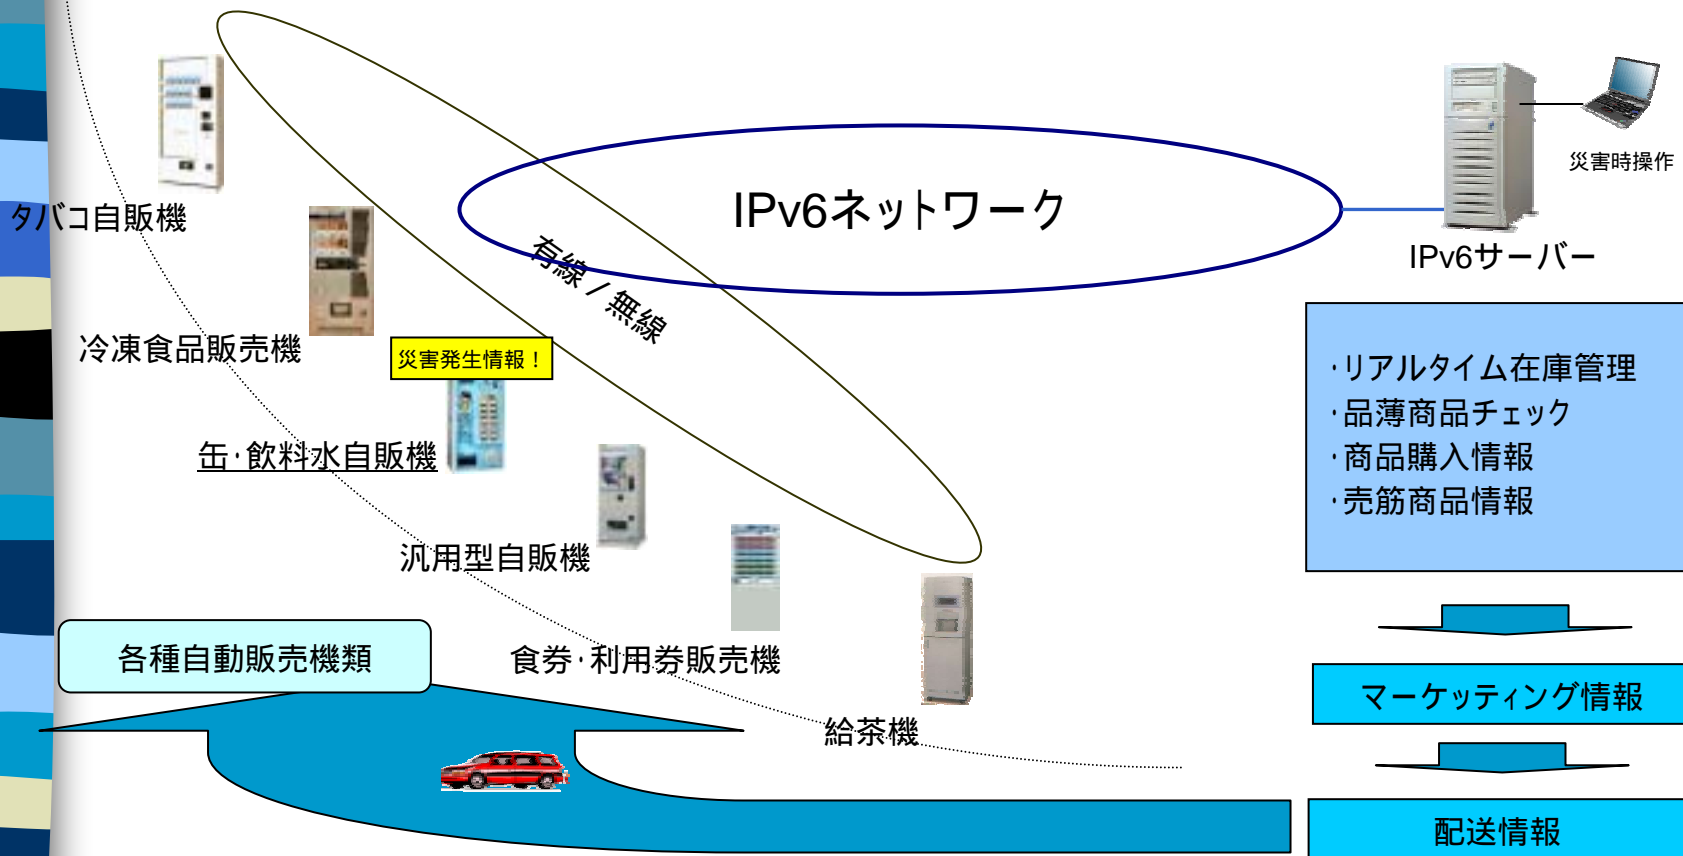 タバコ自販機
冷凍食品販売機
災害発生情報！
缶･飲料水自販機
汎用型自販機
食券･利用券販売機
給茶機
有線／無線
IPv6ネットワーク
災害時操作
IPv6サーバー
･リアルタイム在庫管理
･品薄商品チェック
･商品購入情報
･売筋商品情報
マーケッティング情報
配送情報
各種自動販売機類